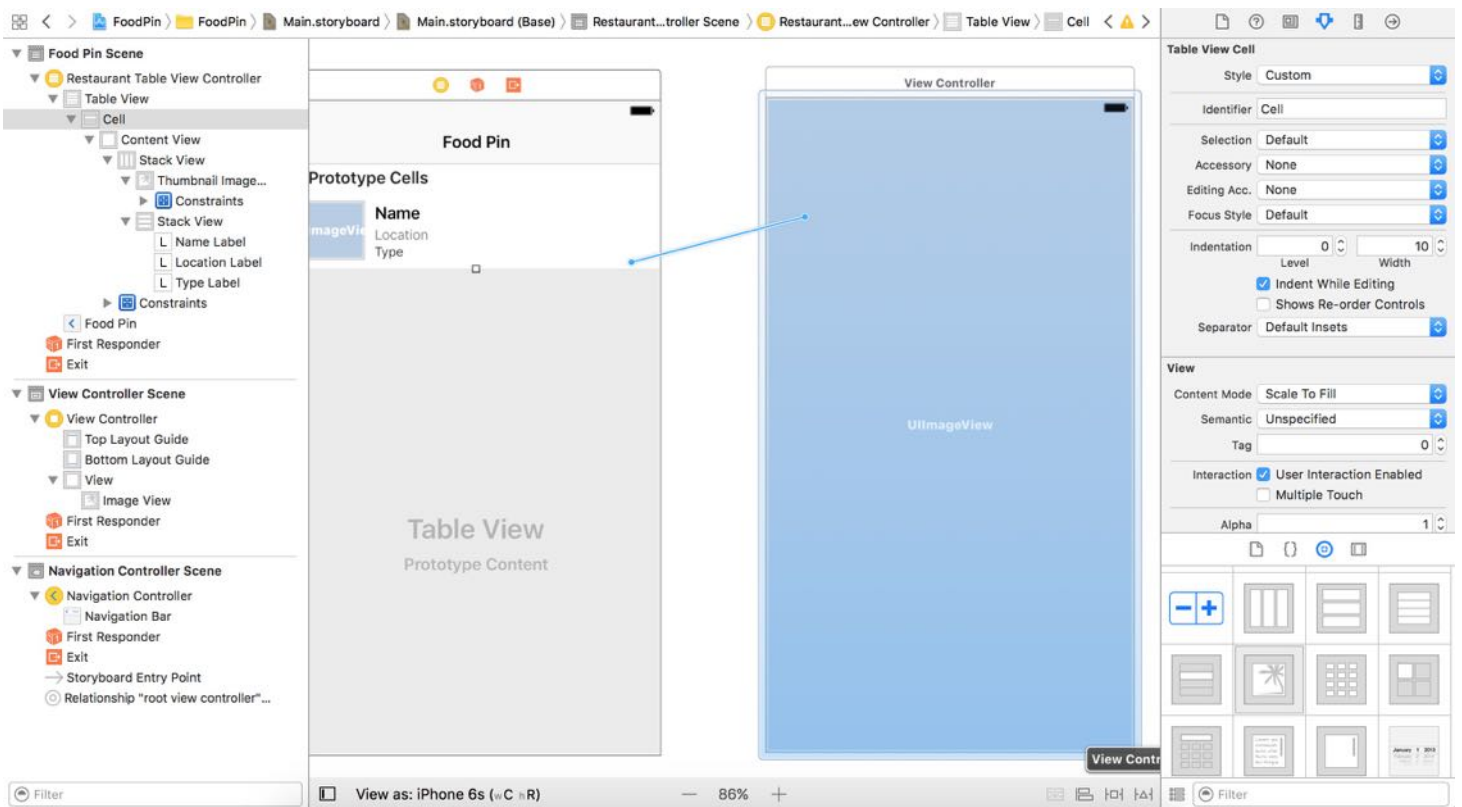 FoodPin
FoodPin
Main.storyboard
Main.storyboard (Base)
Restaurant...troller Scene
Restaurant...ew Controller
Table View
Cell
Food Pin Scene
Restaurant Table View Controller
Table View
Cell
Content View
Stack View
Thumbnail Image...
Constraints
Stack View
L Name Label
L Location Label
L Type Label
Constraints
Food Pin
First Responder
Exit
View Controller Scene
View Controller
Top Layout Guide
Bottom Layout Guide
View
Image View
First Responder
Exit
Navigation Controller Scene
Navigation Controller
Navigation Bar
First Responder
Exit
Storyboard Entry Point
Relationship "root view controller"...
Filter
Food Pin
Prototype Cells
mageVie
Name
Location
Type
Table View
Prototype Content
View Controller
UIImageView
View Contr
View as: iPhone 6s (wC hR)
86%
Table View Cell
Style Custom
Identifier Cell
Selection Default
Accessory None
Editing Acc. None
Focus Style Default
Indentation 0 10
Level Width
Indent While Editing
Shows Re-order Controls
Separator Default Insets
View
Content Mode Scale To Fill
Semantic Unspecified
Tag 0
Interaction User Interaction Enabled
Multiple Touch
Alpha 1
Filter